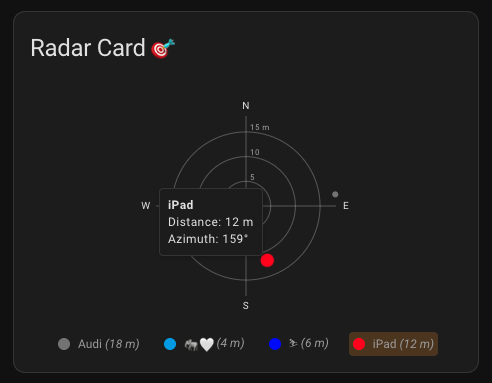 Radar Card 🎯
N
15 m
10
5
W
E
iPad
Distance: 12 m
Azimuth: 159°
S
Audi (18 m)
🐘🤍 (4 m)
⛷ (6 m)
iPad (12 m)